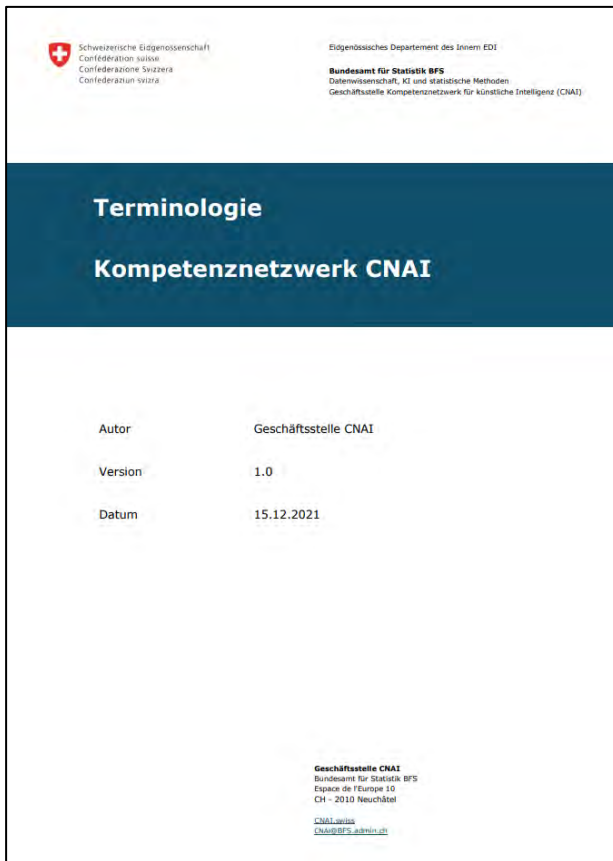 Schweizerische Eidgenossenschaft
Confédération suisse
Confederazione Svizzera
Confederaziun svizra
Eidgenössisches Departement des Innern EDI
Bundesamt für Statistik BFS
Datenwissenschaft, KI und statistische Methoden
Geschäftsstelle Kompetenznetzwerk für künstliche Intelligenz (CNAI)
Terminologie
Kompetenznetzwerk CNAI
Autor Geschäftsstelle CNAI
Version 1.0
Datum 15.12.2021
Geschäftsstelle CNAI
Bundesamt für Statistik BFS
Espace de l'Europe 10
CH - 2010 Neuchâtel
CNAI.swiss
CNAI@BFS.admin.ch